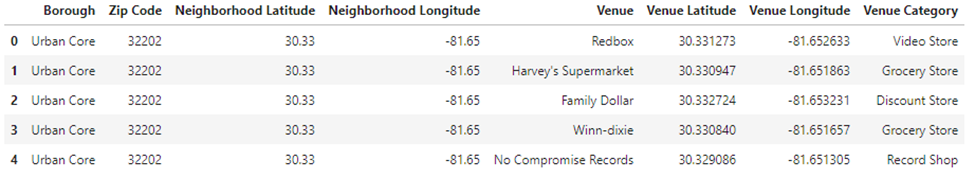 Borough Zip Code Neighborhood Latitude Neighborhood Longitude Venue Venue Latitude Venue Longitude Venue Category
0 Urban Core 32202 30.33 -81.65 Redbox 30.331273 -81.652633 Video Store
1 Urban Core 32202 30.33 -81.65 Harvey's Supermarket 30.330947 -81.651863 Grocery Store
2 Urban Core 32202 30.33 -81.65 Family Dollar 30.332724 -81.653231 Discount Store
3 Urban Core 32202 30.33 -81.65 Winn-dixie 30.330840 -81.651657 Grocery Store
4 Urban Core 32202 30.33 -81.65 No Compromise Records 30.329086 -81.651305 Record Shop